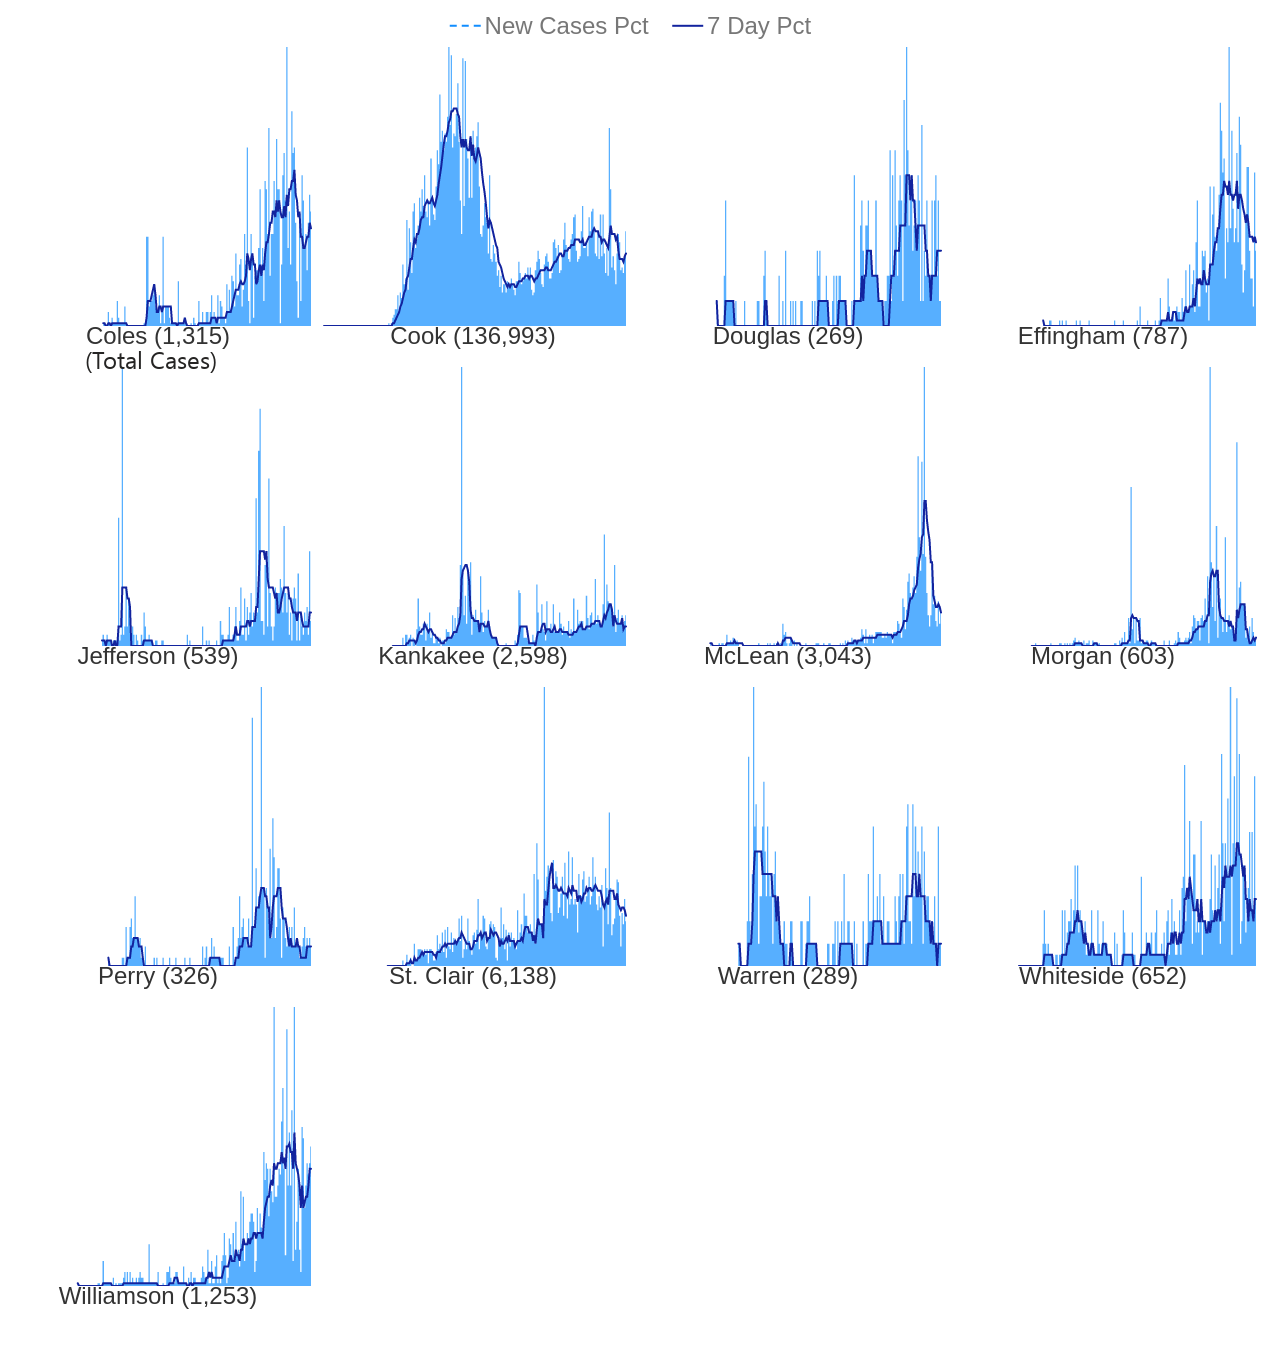 New Cases Pct 7 Day Pct
Coles (1,315) Cook (136,993) Douglas (269) Effingham (787)
(Total Cases)
Jefferson (539) Kankakee (2,598) McLean (3,043) Morgan (603)
Perry (326) St. Clair (6,138) Warren (289) Whiteside (652)
Williamson (1,253)